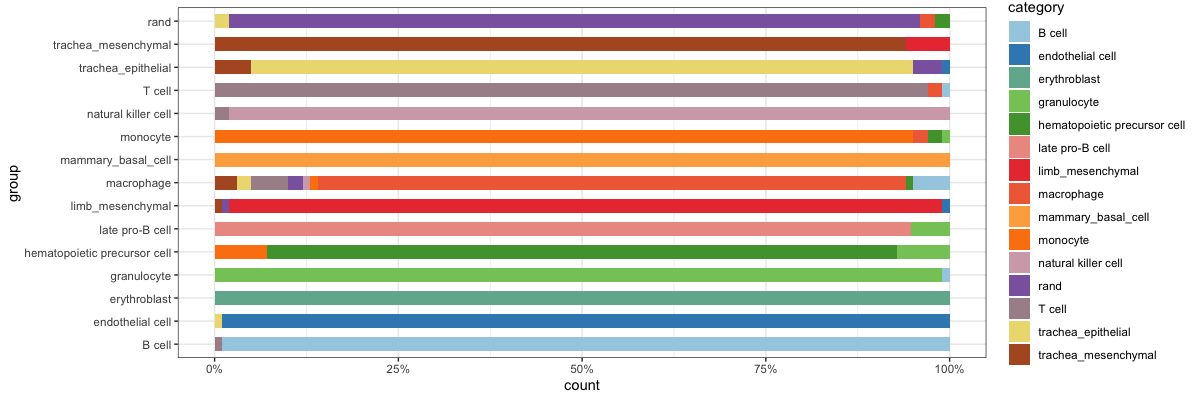 category
rand
trachea_mesenchymal
trachea_epithelial
T cell
natural killer cell
monocyte
mammary_basal_cell
macrophage
limb_mesenchymal
late pro-B cell
hematopoietic precursor cell
granulocyte
erythroblast
endothelial cell
B cell
group
0% 25% 50% 75% 100%
count
B cell
endothelial cell
erythroblast
granulocyte
hematopoietic precursor cell
late pro-B cell
limb_mesenchymal
macrophage
mammary_basal_cell
monocyte
natural killer cell
rand
T cell
trachea_epithelial
trachea_mesenchymal